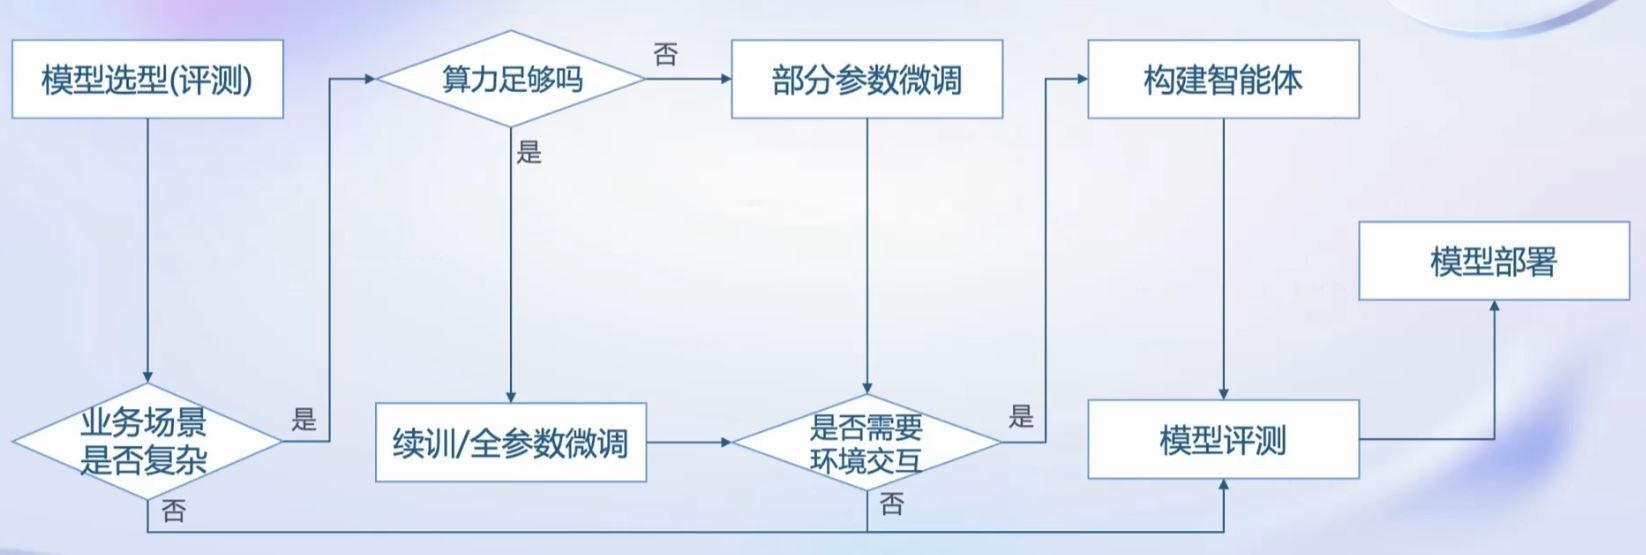 模型选型(评测)
算力足够吗
否
部分参数微调
构建智能体
是
模型部署
业务场景
是否复杂
是
续训/全参数微调
是否需要
环境交互
是
模型评测
否
否